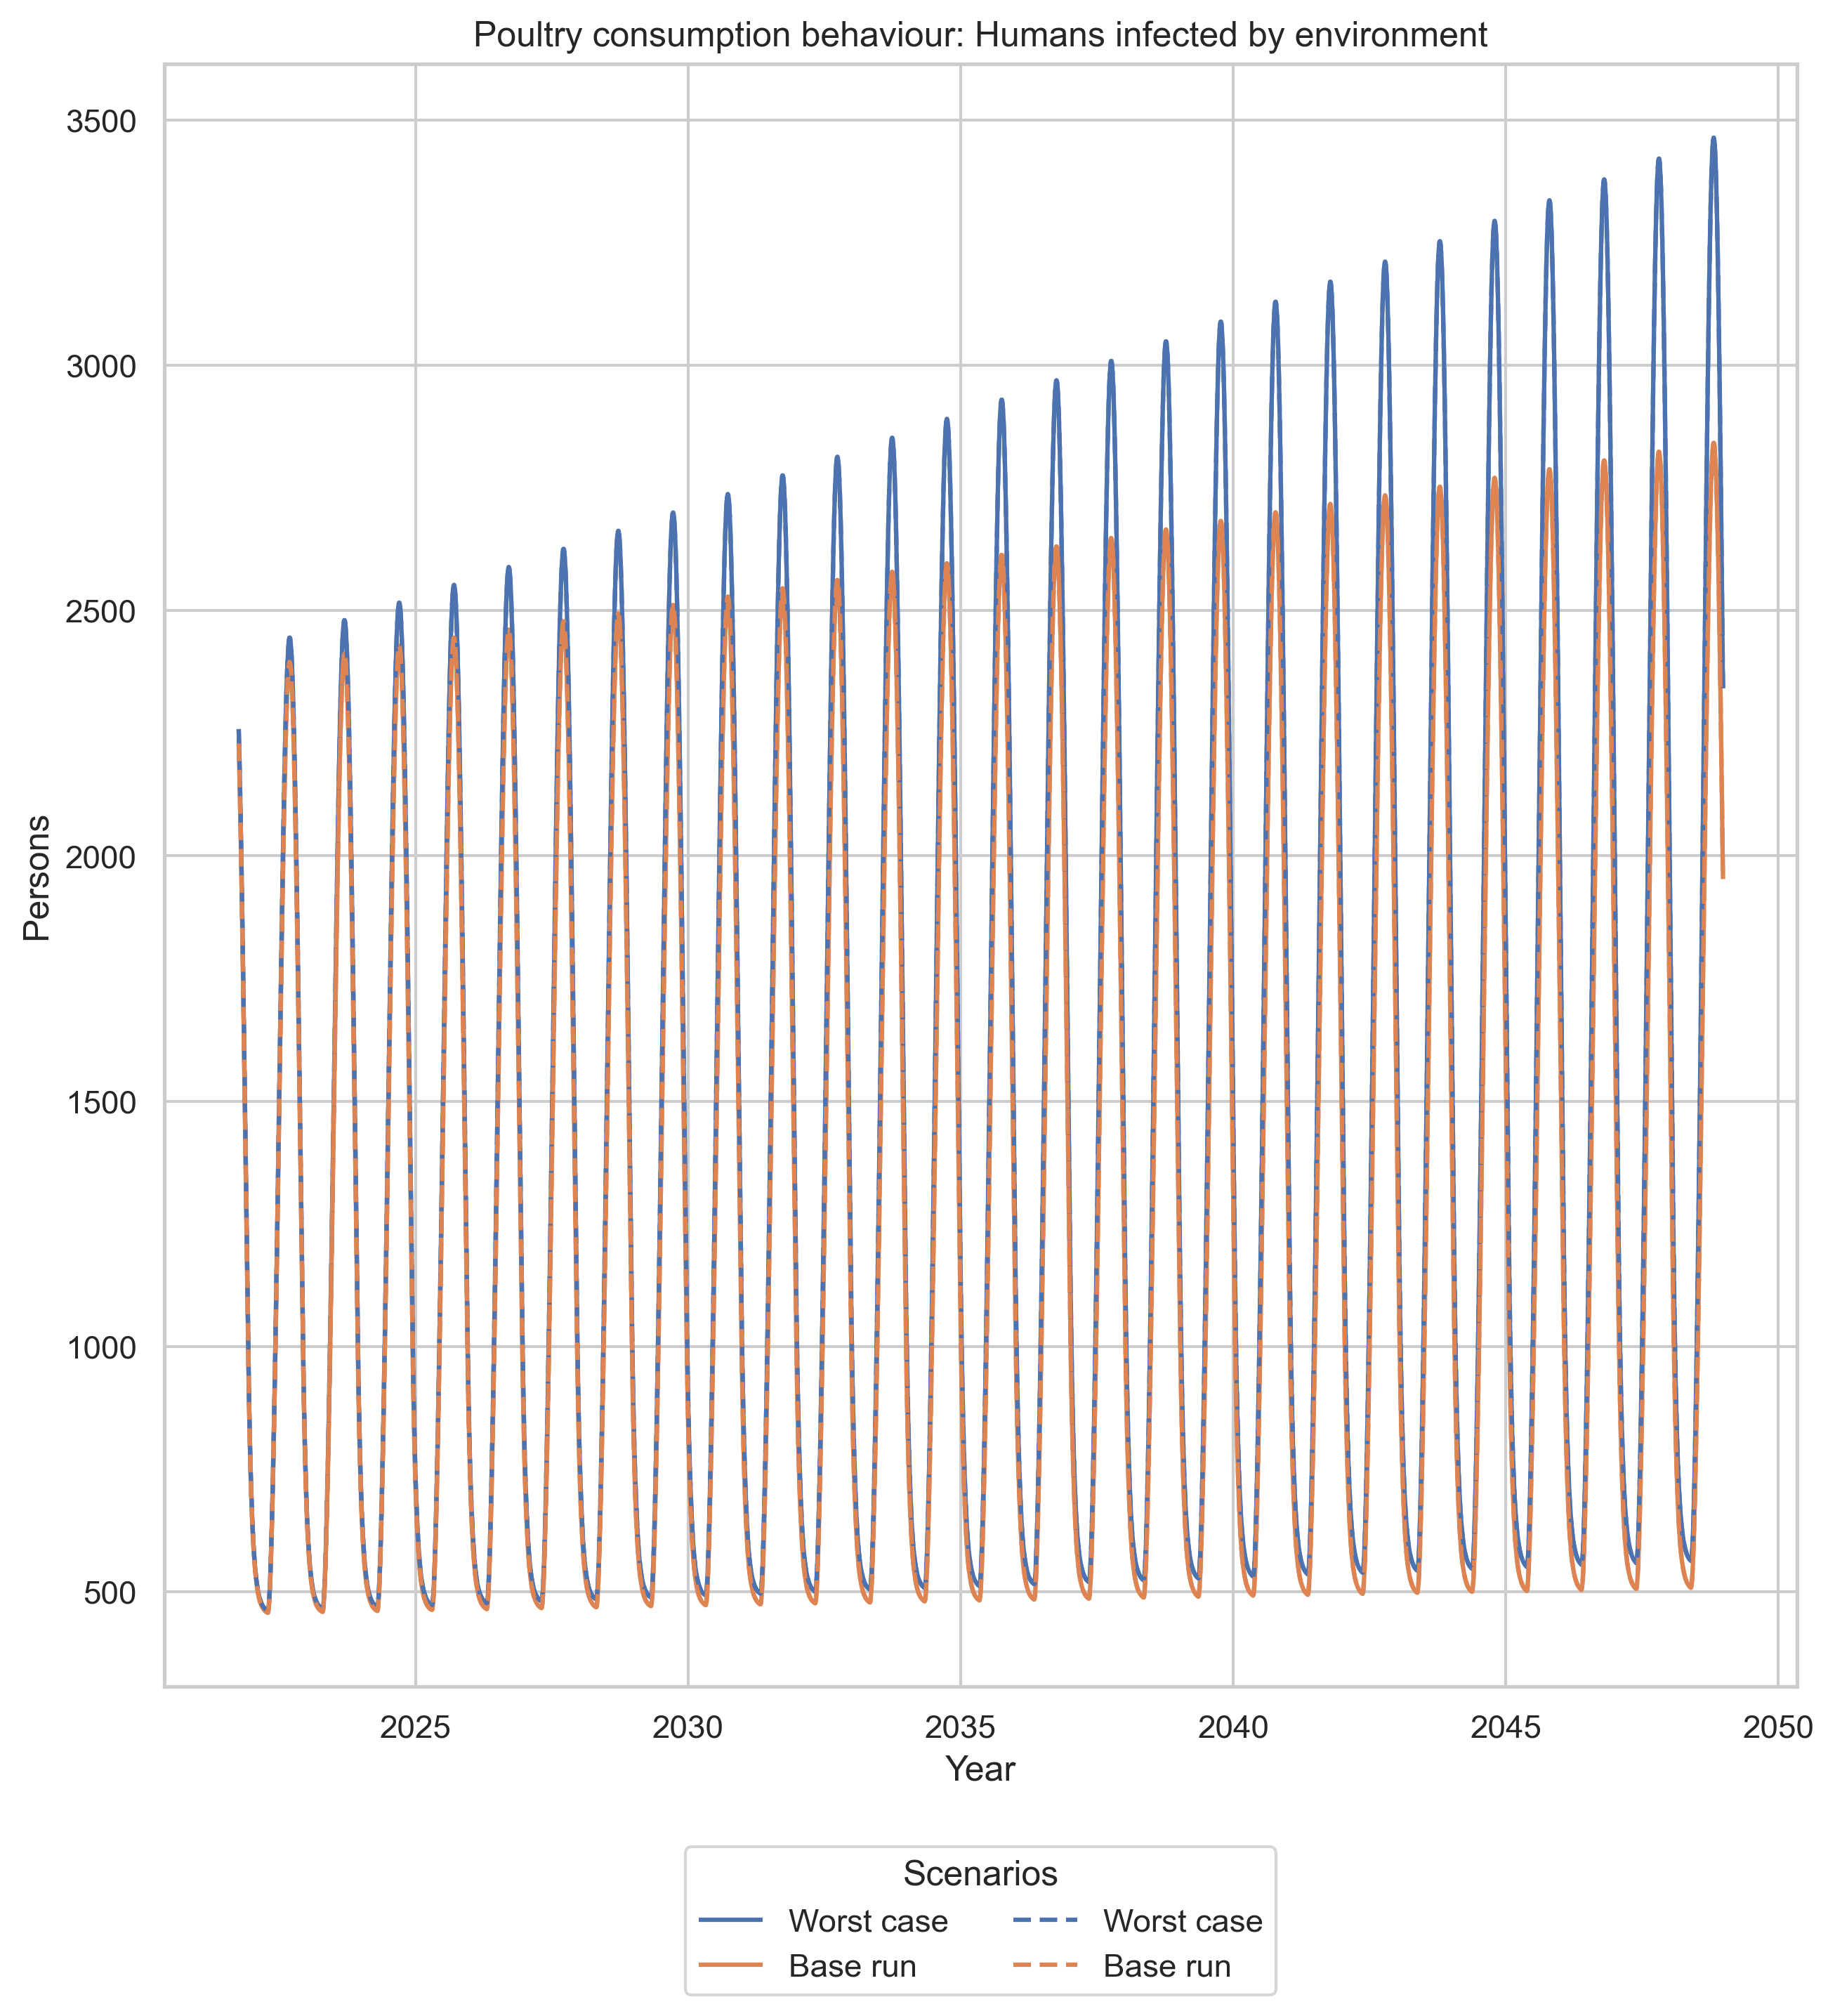 Poultry consumption behaviour: Humans infected by environment
3500
3000
2500
2000
1500
1000
500
Persons
2025 2030 2035 2040 2045 2050
Year
Scenarios
Worst case Worst case
Base run Base run